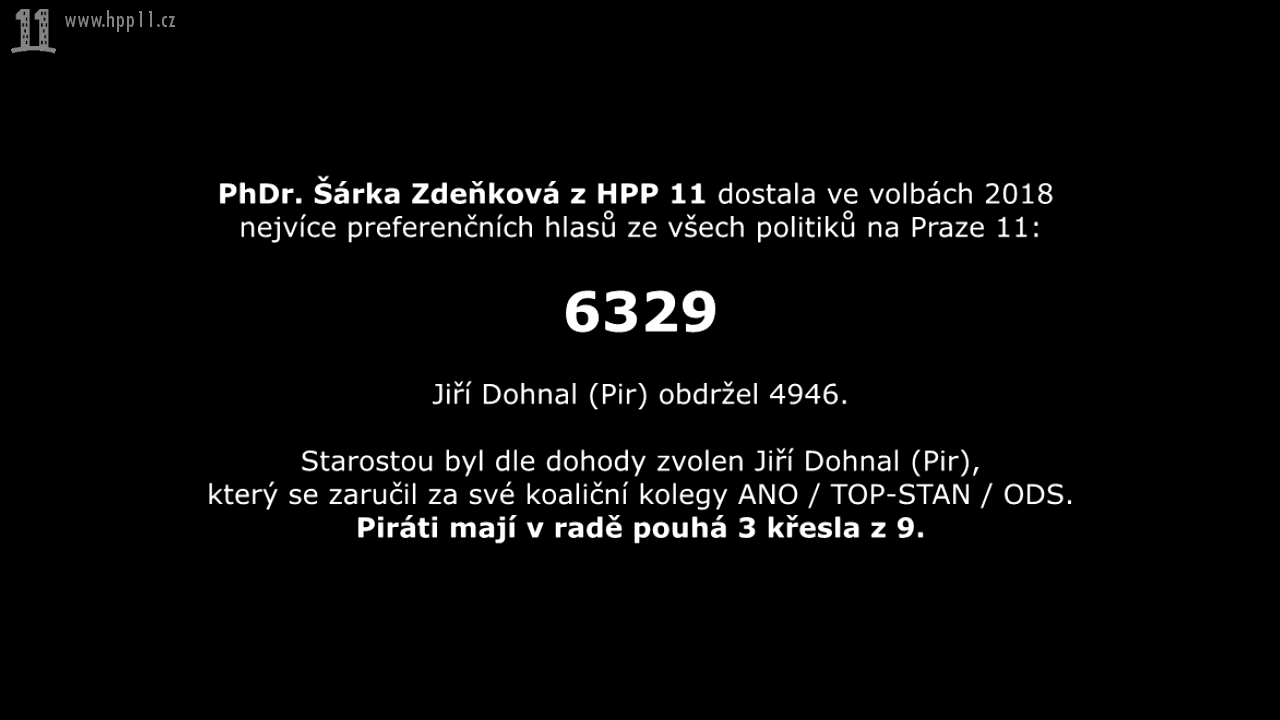 11 www.hpp11.cz
PhDr. Šárka Zdeňková z HPP 11 dostala ve volbách 2018
nejvíce preferenčních hlasů ze všech politiků na Praze 11:
6329
Jiří Dohnal (Pir) obdržel 4946.
Starostou byl dle dohody zvolen Jiří Dohnal (Pir),
který se zaručil za své koaliční kolegy ANO / TOP-STAN / ODS.
Piráti mají v radě pouhá 3 křesla z 9.